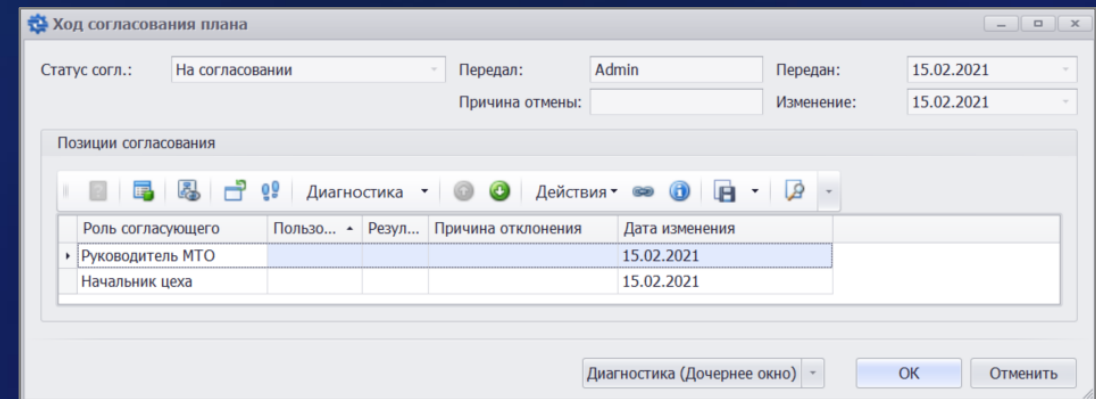 Ход согласования плана
Статус согл.: На согласовании Передал: Admin Передан: 15.02.2021
Причина отмены: Изменение: 15.02.2021
Позиции согласования
Диагностика Действия
Роль согласующего Пользо... Резул... Причина отклонения Дата изменения
Руководитель МТО 15.02.2021
Начальник цеха 15.02.2021
Диагностика (Дочернее окно) ОК Отменить